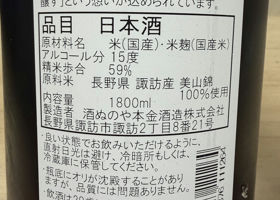 醸す」という想いが込められています。
品目 日本酒
原材料名 米(国産)・米麹(国産米)
アルコール分 15度
精米歩合 59%
原料米 長野県 諏訪産 美山錦
100%使用
内容量 1800ml
製造者 酒ぬのや本金酒造株式会社
長野県諏訪市諏訪2丁目8番21号
●良い状態でお飲みいただけるように、
直射日光は避け、冷暗所もしくは、
冷蔵庫に保管してください。
●瓶底にオリが沈殿することがあり
ますが、品質には問題ありません。